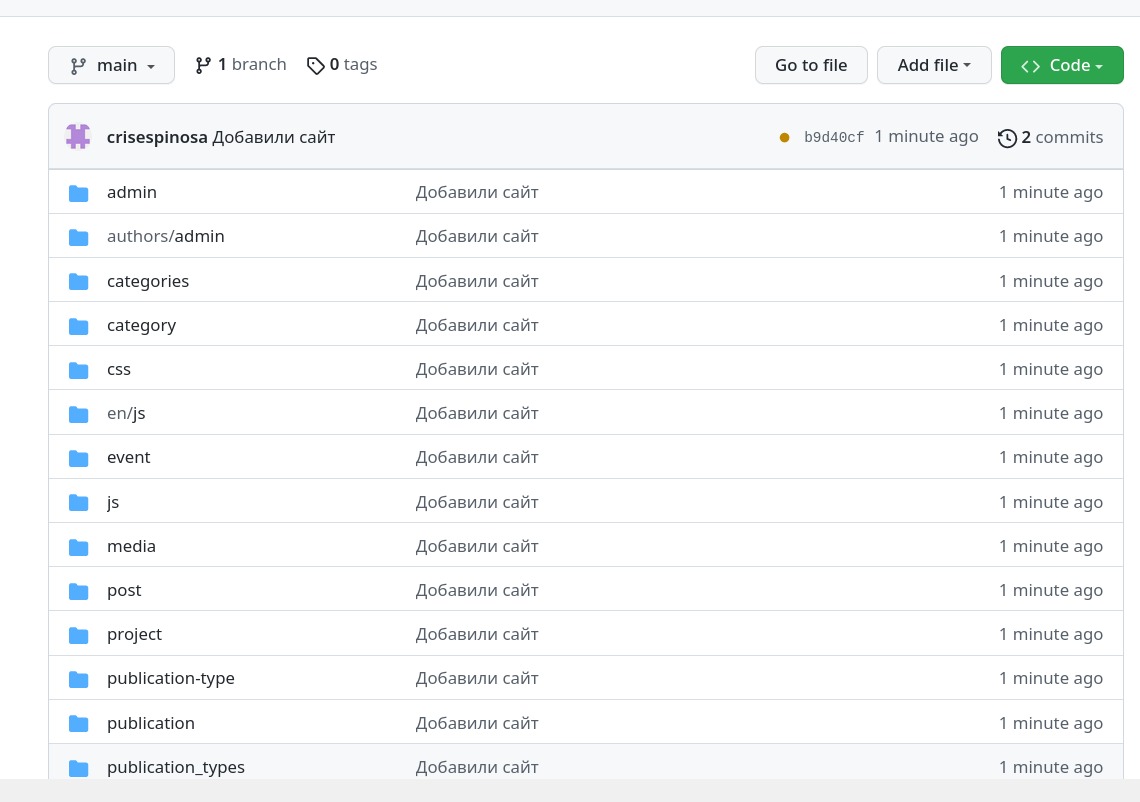 main 1 branch 0 tags Go to file Add file Code
crisespinosa Добавили сайт b9d40cf 1 minute ago 2 commits
admin Добавили сайт 1 minute ago
authors/admin Добавили сайт 1 minute ago
categories Добавили сайт 1 minute ago
category Добавили сайт 1 minute ago
css Добавили сайт 1 minute ago
en/js Добавили сайт 1 minute ago
event Добавили сайт 1 minute ago
js Добавили сайт 1 minute ago
media Добавили сайт 1 minute ago
post Добавили сайт 1 minute ago
project Добавили сайт 1 minute ago
publication-type Добавили сайт 1 minute ago
publication Добавили сайт 1 minute ago
publication_types Добавили сайт 1 minute ago